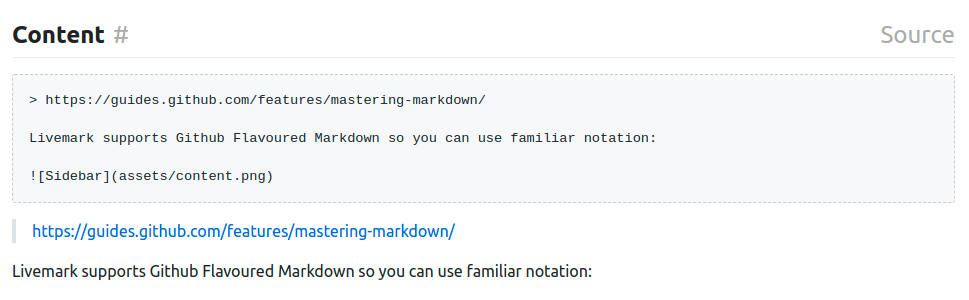 Content #
Source
> https://guides.github.com/features/mastering-markdown/
Livemark supports Github Flavoured Markdown so you can use familiar notation:
![Sidebar](assets/content.png)
https://guides.github.com/features/mastering-markdown/
Livemark supports Github Flavoured Markdown so you can use familiar notation: